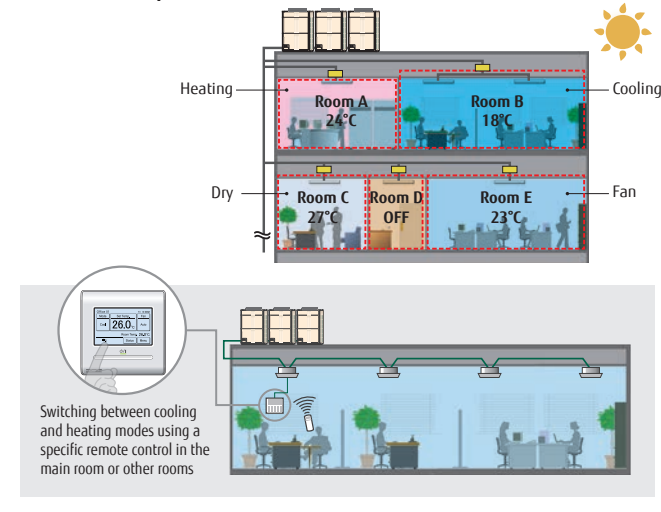 Heating
Room A
24°C
Room B
18°C
Cooling
Dry
Room C
27°C
Room D
OFF
Room E
23°C
Fan
26.0
Switching between cooling
and heating modes using a
specific remote control in the
main room or other rooms